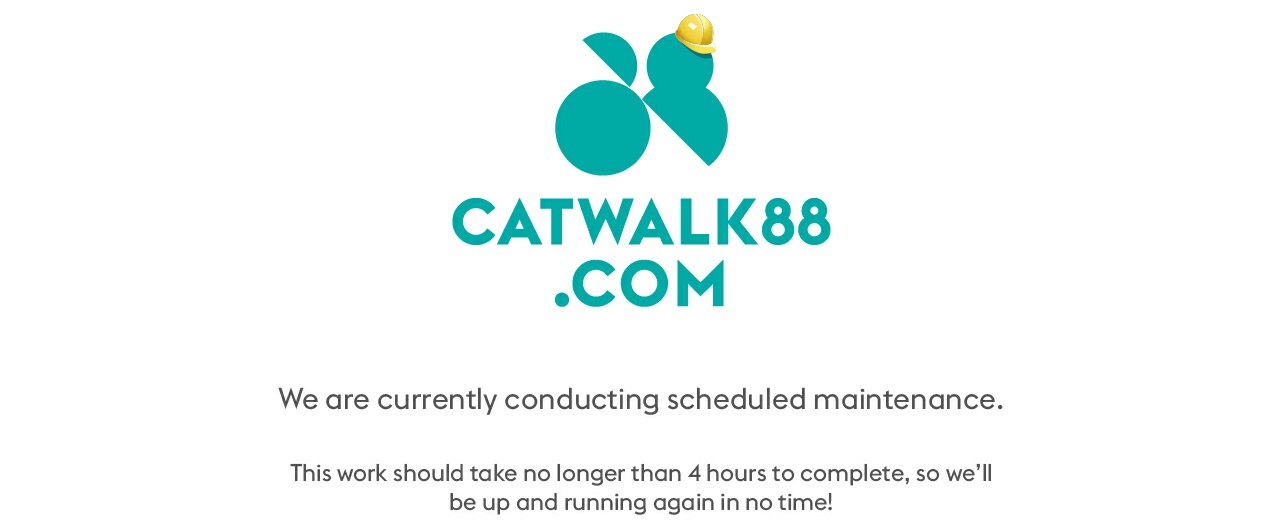 CATWALK88
.COM
We are currently conducting scheduled maintenance.
This work should take no longer than 4 hours to complete, so we’ll
be up and running again in no time!